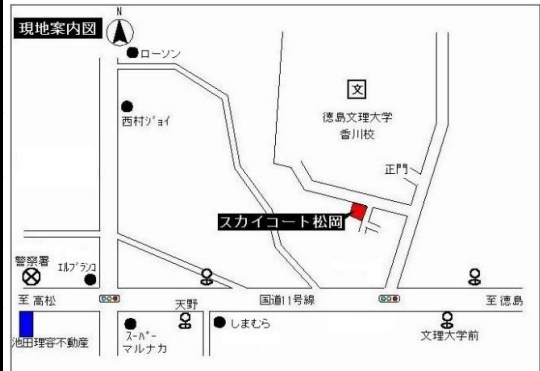 現地案内図
N
ローソン
西村ジョイ
文
徳島文理大学
香川校
正門
スカイコート松岡
警察署
エルブランコ
至 高松
天野
国道11号線
至 徳島
池田理容不動産
スーパー
マルナカ
しまむら
文理大学前